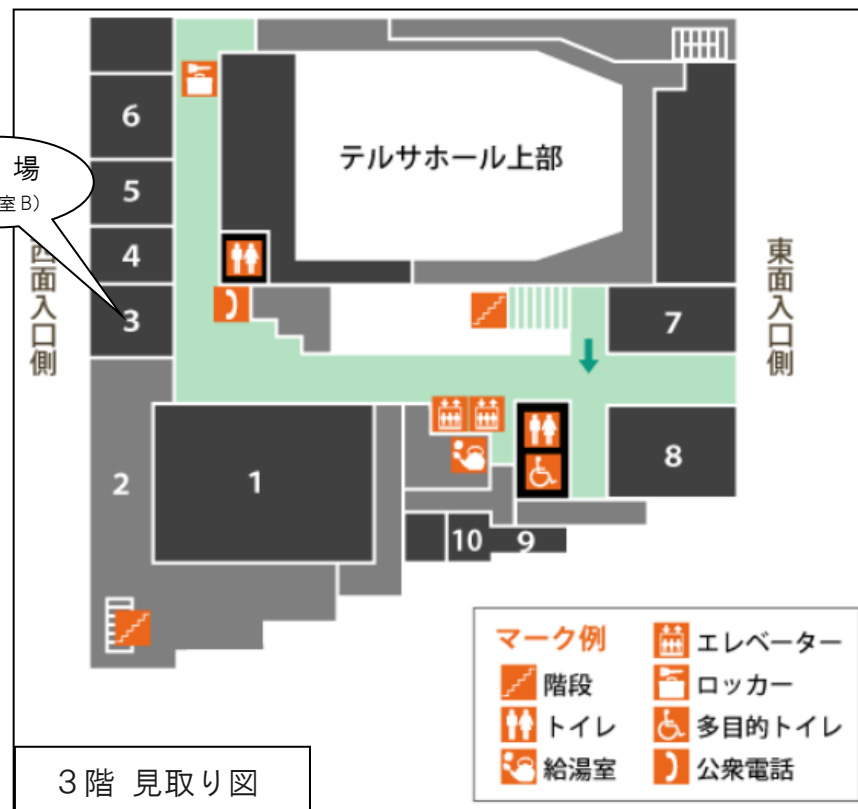 6
場
室B）
5
4
3
テルサホール上部
西面入口側
東面入口側
7
8
2
1
10
9
マーク例
階段
トイレ
給湯室
エレベーター
ロッカー
多目的トイレ
公衆電話
３階 見取り図